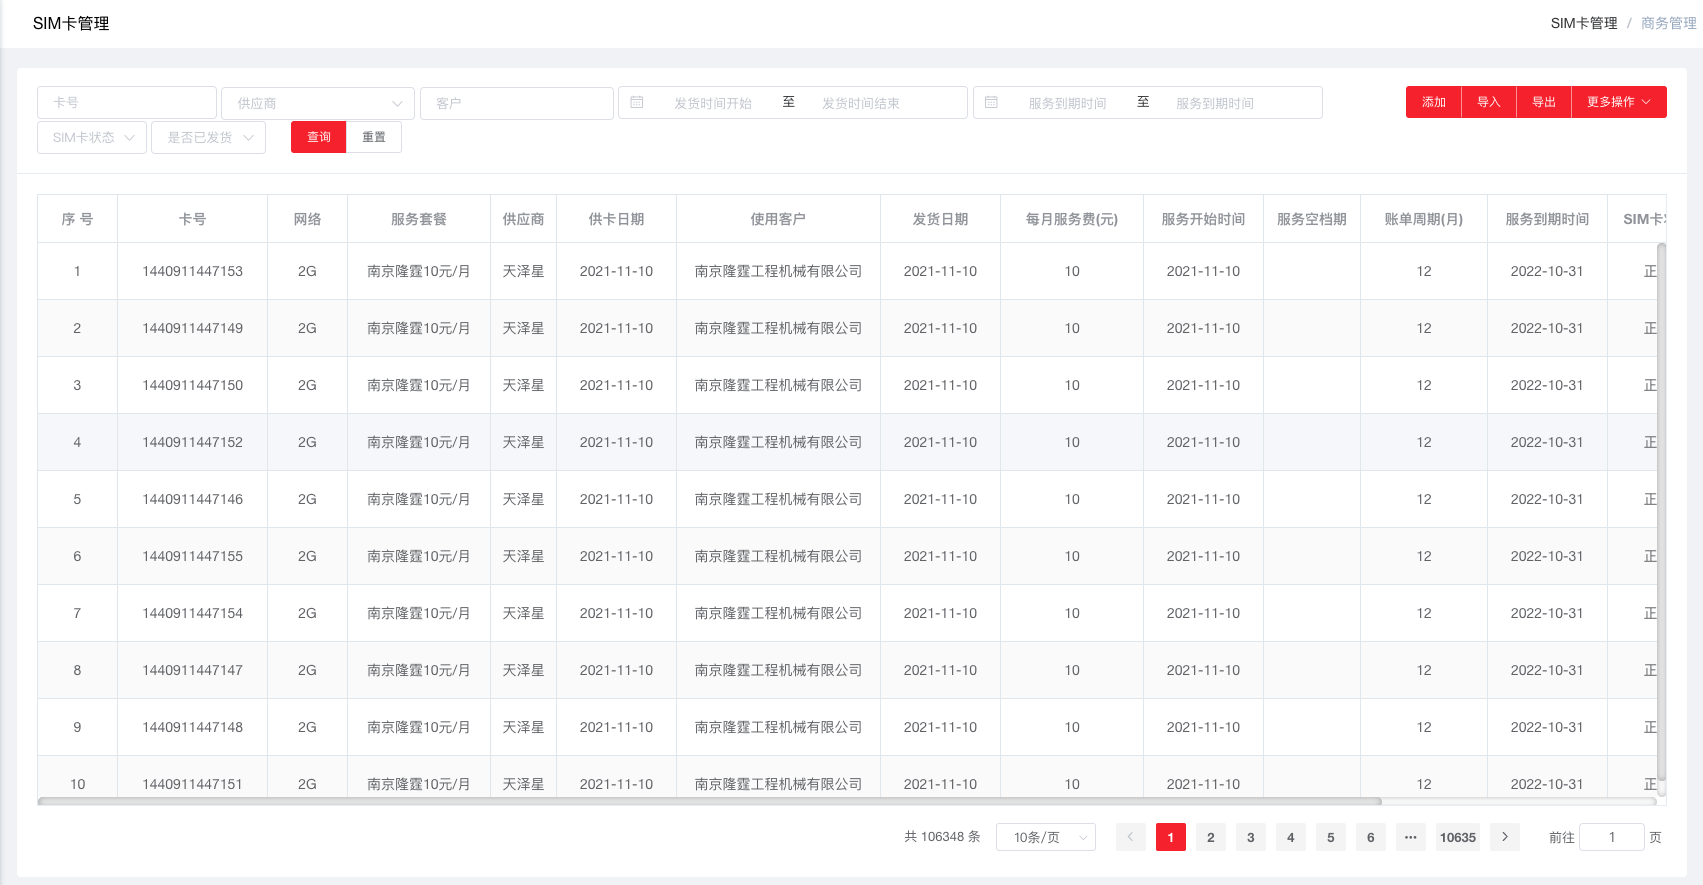 SIM卡管理
SIM卡管理 / 商务管理
卡号 供应商 客户 发货时间开始 至 发货时间结束 服务到期时间 至 服务到期时间 添加 导入 导出 更多操作
SIM卡状态 是否已发货 查询 重置
序号 卡号 网络 服务套餐 供应商 供卡日期 使用客户 发货日期 每月服务费(元) 服务开始时间 服务空档期 账单周期(月) 服务到期时间 SIM卡
1 1440911447153 2G 南京隆霆10元/月 天泽星 2021-11-10 南京隆霆工程机械有限公司 2021-11-10 10 2021-11-10 12 2022-10-31 正
2 1440911447149 2G 南京隆霆10元/月 天泽星 2021-11-10 南京隆霆工程机械有限公司 2021-11-10 10 2021-11-10 12 2022-10-31 正
3 1440911447150 2G 南京隆霆10元/月 天泽星 2021-11-10 南京隆霆工程机械有限公司 2021-11-10 10 2021-11-10 12 2022-10-31 正
4 1440911447152 2G 南京隆霆10元/月 天泽星 2021-11-10 南京隆霆工程机械有限公司 2021-11-10 10 2021-11-10 12 2022-10-31 正
5 1440911447146 2G 南京隆霆10元/月 天泽星 2021-11-10 南京隆霆工程机械有限公司 2021-11-10 10 2021-11-10 12 2022-10-31 正
6 1440911447155 2G 南京隆霆10元/月 天泽星 2021-11-10 南京隆霆工程机械有限公司 2021-11-10 10 2021-11-10 12 2022-10-31 正
7 1440911447154 2G 南京隆霆10元/月 天泽星 2021-11-10 南京隆霆工程机械有限公司 2021-11-10 10 2021-11-10 12 2022-10-31 正
8 1440911447147 2G 南京隆霆10元/月 天泽星 2021-11-10 南京隆霆工程机械有限公司 2021-11-10 10 2021-11-10 12 2022-10-31 正
9 1440911447148 2G 南京隆霆10元/月 天泽星 2021-11-10 南京隆霆工程机械有限公司 2021-11-10 10 2021-11-10 12 2022-10-31 正
10 1440911447151 2G 南京隆霆10元/月 天泽星 2021-11-10 南京隆霆工程机械有限公司 2021-11-10 10 2021-11-10 12 2022-10-31 正
共 106348 条 10条/页 1 2 3 4 5 6 ••• 10635 前往 1 页